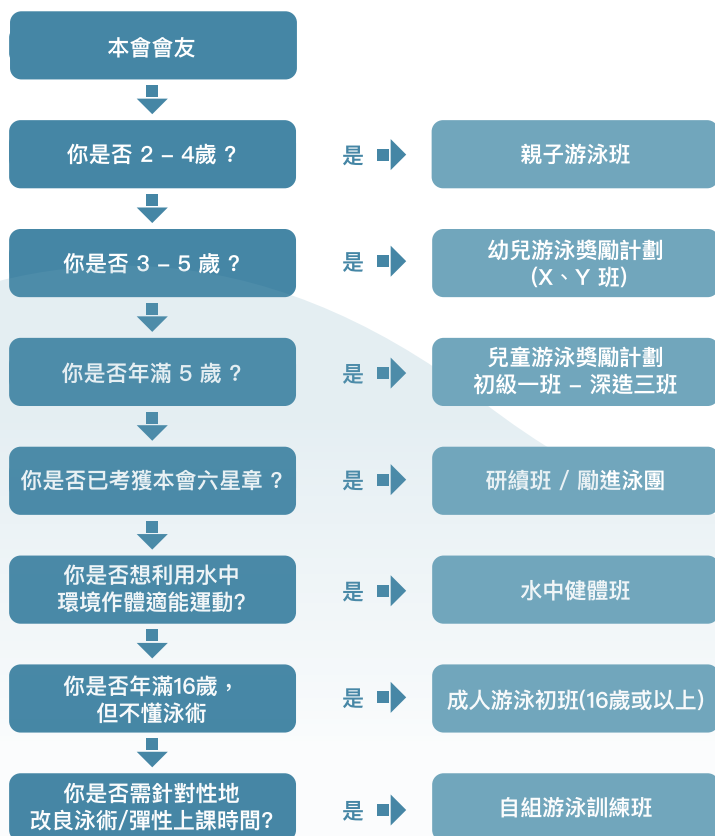 本會會友
你是否 2 – 4歲 ?
是
親子游泳班
你是否 3 – 5 歲 ?
是
幼兒游泳獎勵計劃
(X、Y 班)
你是否年滿 5 歲 ?
是
兒童游泳獎勵計劃
初級一班 – 深造三班
你是否已考獲本會六星章 ?
是
研續班 / 勵進泳團
你是否想利用水中
環境作體適能運動?
是
水中健體班
你是否年滿16歲，
但不懂泳術
是
成人游泳初班(16歲或以上)
你是否需針對性地
改良泳術/彈性上課時間?
是
自組游泳訓練班